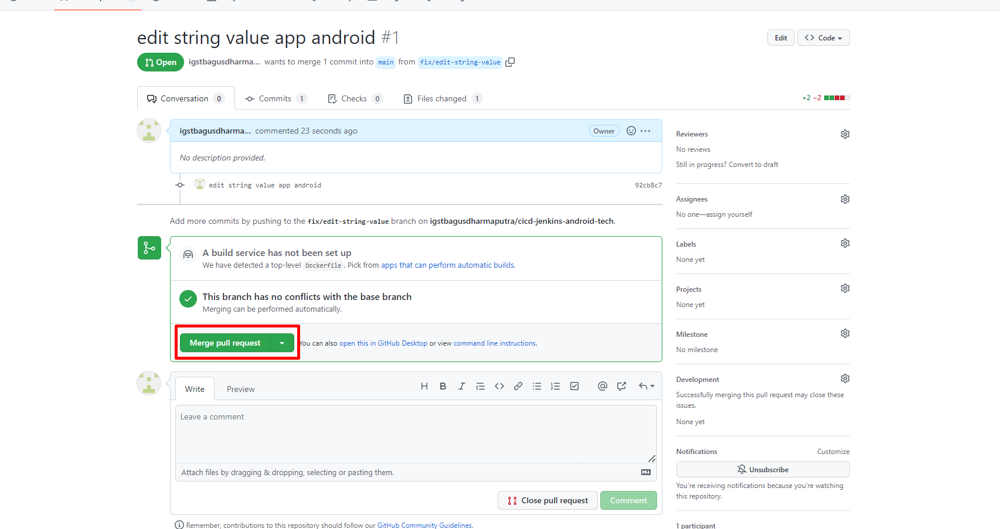 edit string value app android #1
Edit
Code
Open
igstbagusdharma... wants to merge 1 commit into main from fix/edit-string-value
Conversation 0
Commits 1
Checks 0
Files changed 1
+2 −2
igstbagusdharma... commented 23 seconds ago
Owner
No description provided.
edit string value app android
92cb8c7
Add more commits by pushing to the fix/edit-string-value branch on igstbagusdharmaputra/cicd-jenkins-android-tech.
A build service has not been set up
We have detected a top-level Dockerfile. Pick from apps that can perform automatic builds.
This branch has no conflicts with the base branch
Merging can be performed automatically.
Merge pull request
You can also open this in GitHub Desktop or view command line instructions.
Write
Preview
Leave a comment
Attach files by dragging & dropping, selecting or pasting them.
Close pull request
Comment
Remember, contributions to this repository should follow our GitHub Community Guidelines.
Reviewers
No reviews
Still in progress? Convert to draft
Assignees
No one—assign yourself
Labels
None yet
Projects
None yet
Milestone
No milestone
Development
Successfully merging this pull request may close these
issues.
None yet
Notifications
Customize
Unsubscribe
You're receiving notifications because you're watching
this repository.
1 participant